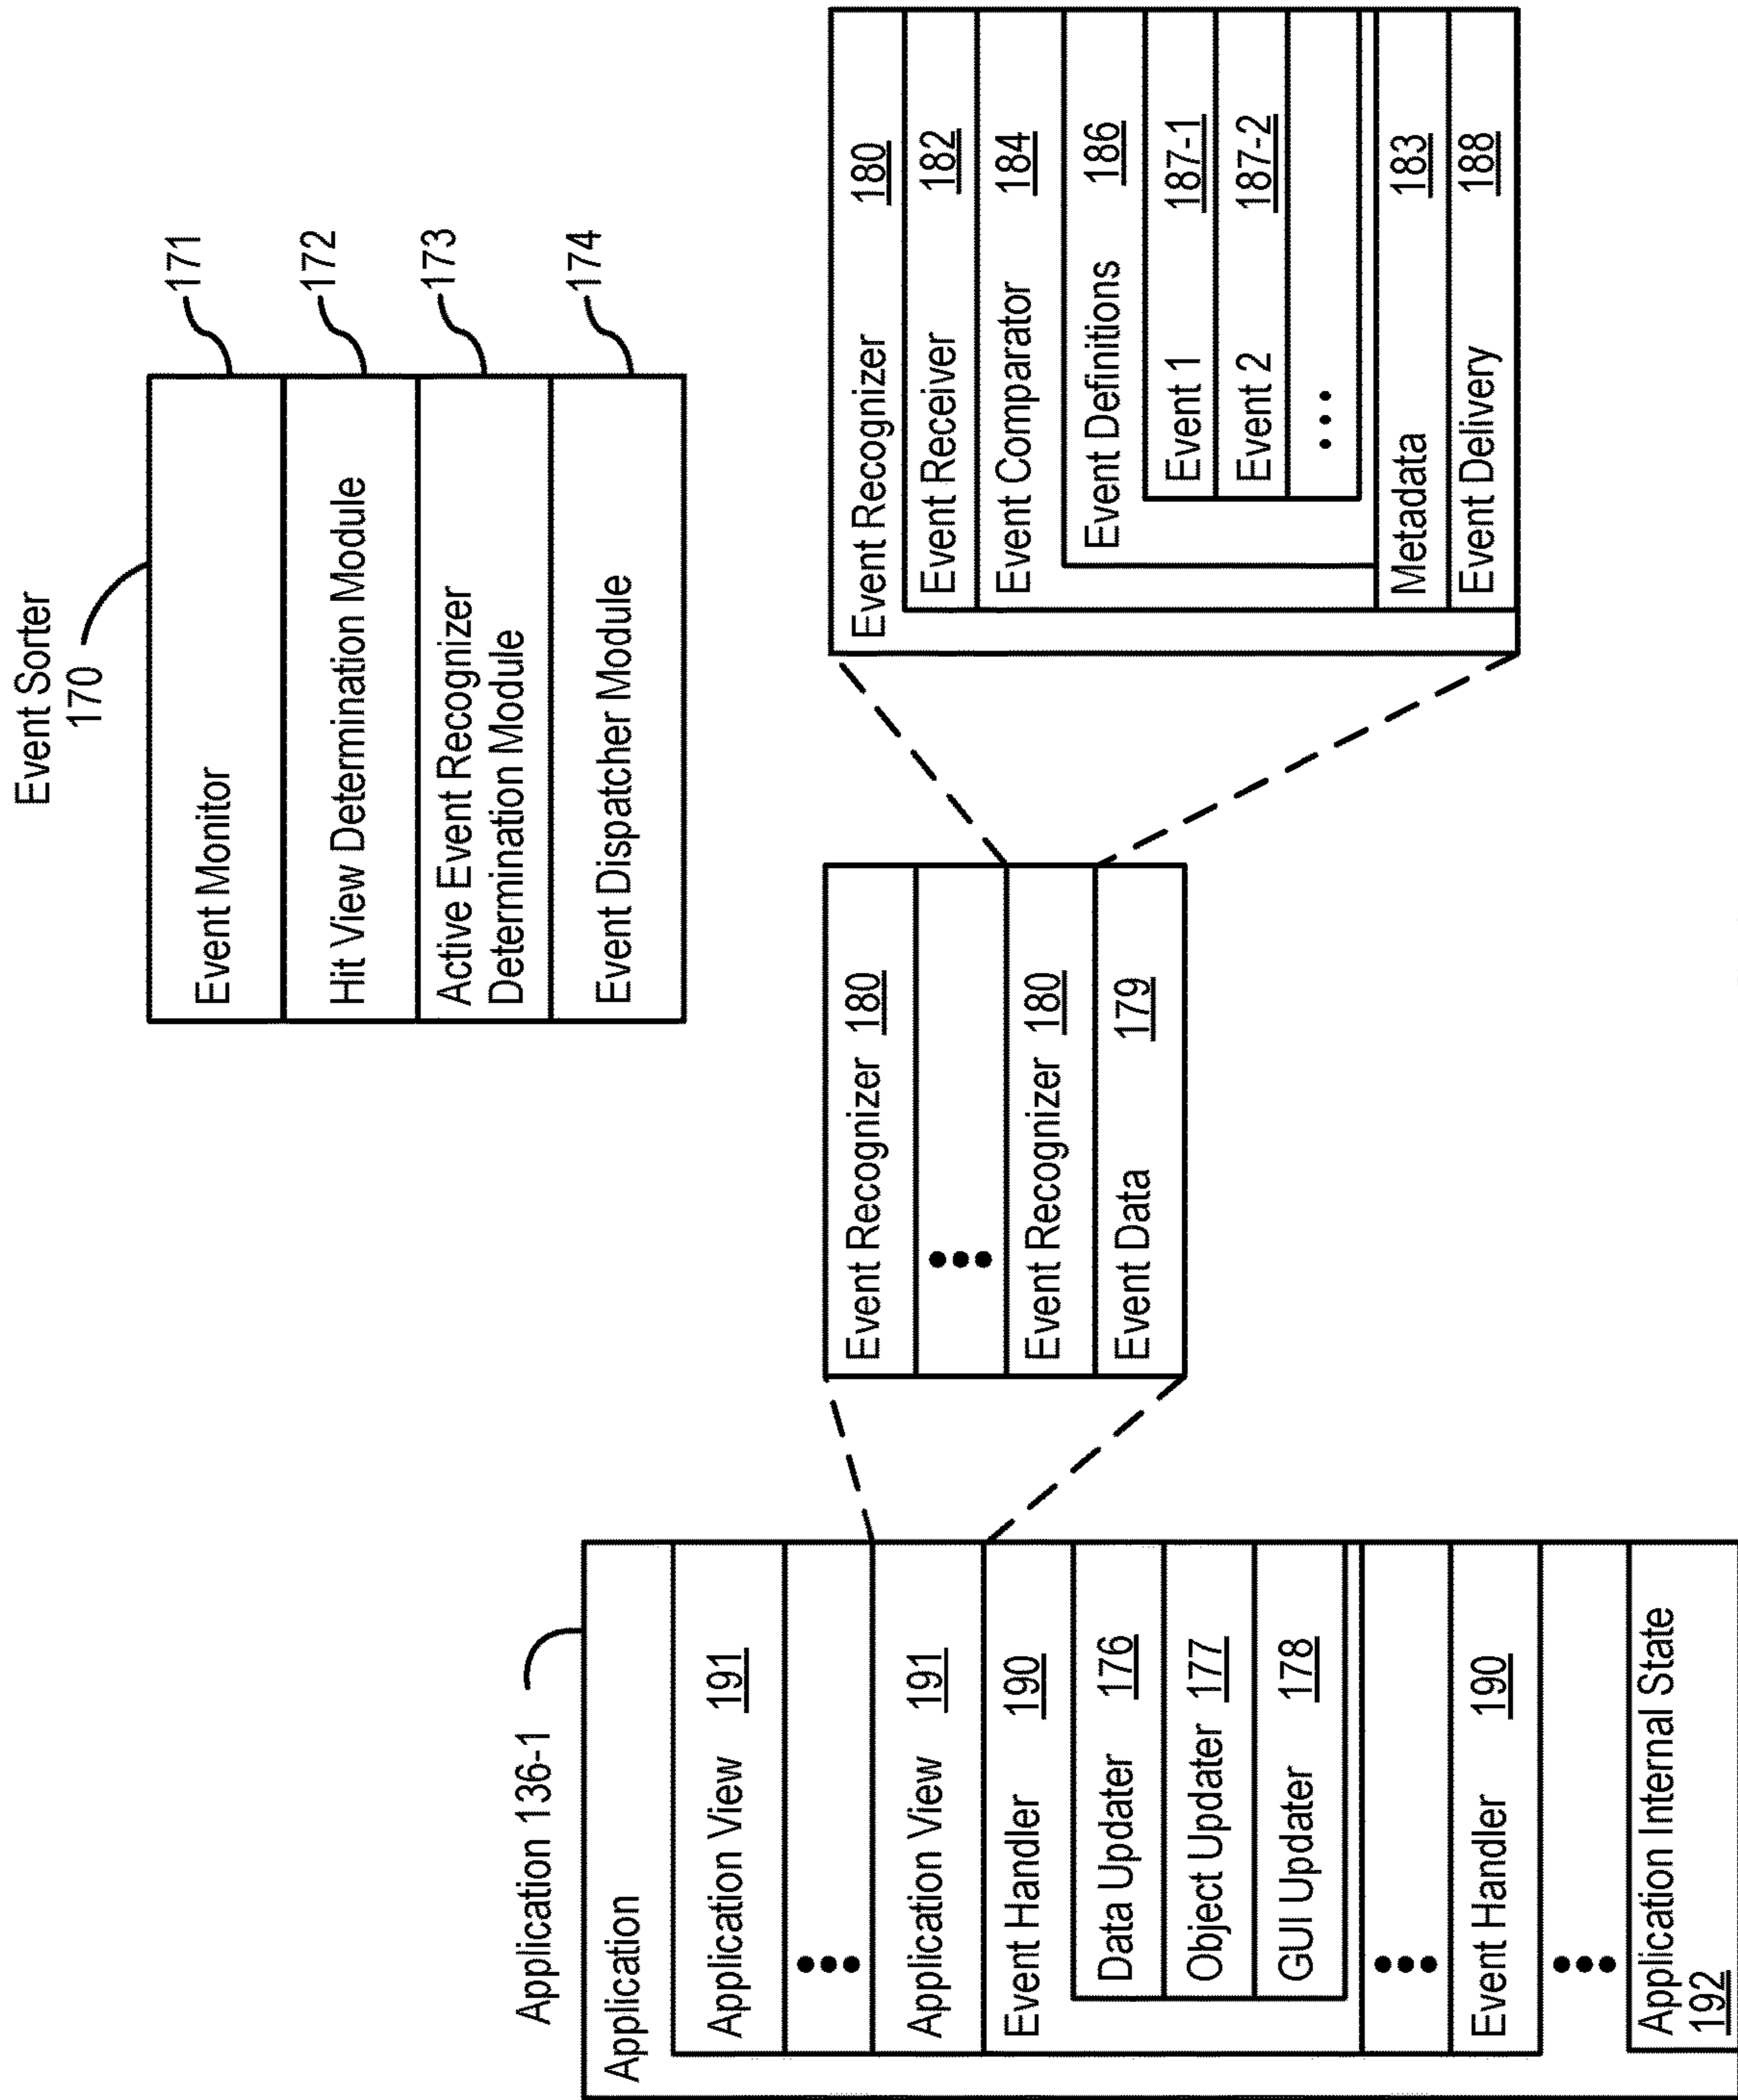 Event Sorter
170
Event Monitor
171
Hit View Determination Module
172
Active Event Recognizer
Determination Module
173
Event Dispatcher Module
174
Application 136-1
Application
Application View 191
•••
Application View 191
Event Handler 190
Data Updater 176
Object Updater 177
GUI Updater 178
•••
Event Handler 190
•••
Application Internal State
192
Event Recognizer 180
•••
Event Recognizer 180
Event Data 179
Event Recognizer 180
Event Receiver 182
Event Comparator 184
Event Definitions 186
Event 1 187-1
Event 2 187-2
•••
Metadata 183
Event Delivery 188